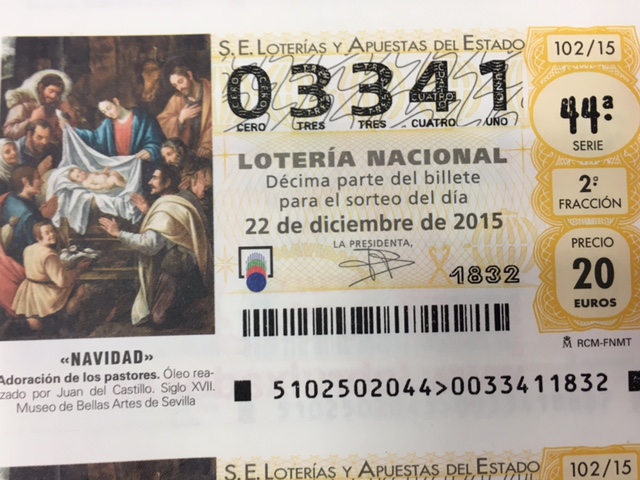 S.E. LOTERÍAS Y APUESTAS DEL ESTADO
102/15
03341
CERO TRES TRES CUATRO UNO
44ª
SERIE
LOTERÍA NACIONAL
Décima parte del billete
para el sorteo del día
22 de diciembre de 2015
LA PRESIDENTA,
1832
2ª
FRACCIÓN
PRECIO
20
EUROS
RCM-FNMT
«NAVIDAD»
Adoración de los pastores. Óleo rea-
zado por Juan del Castillo. Siglo XVII.
Museo de Bellas Artes de Sevilla
5102502044>0033411832
S.E. LOTERÍAS Y APUESTAS DEL ESTADO
102/15